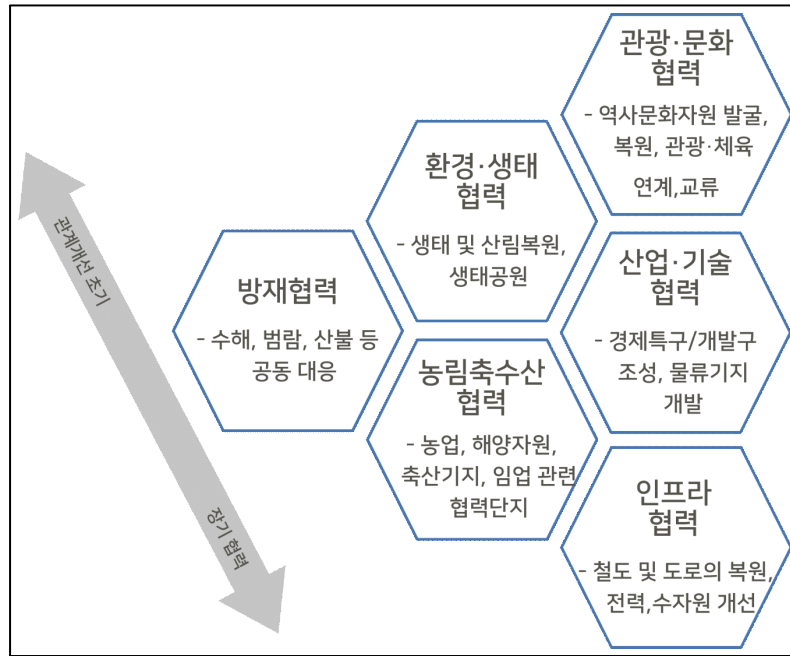 관광·문화
협력
- 역사문화자원 발굴,
복원, 관광·체육
연계,교류
환경·생태
협력
- 생태 및 산림복원,
생태공원
관계개선 초기
방재협력
- 수해, 범람, 산불 등
공동 대응
산업·기술
협력
- 경제특구/개발구
조성, 물류기지
개발
농림축수산
협력
- 농업, 해양자원,
축산기지, 임업 관련
협력단지
장기 협력
인프라
협력
- 철도 및 도로의 복원,
전력,수자원 개선